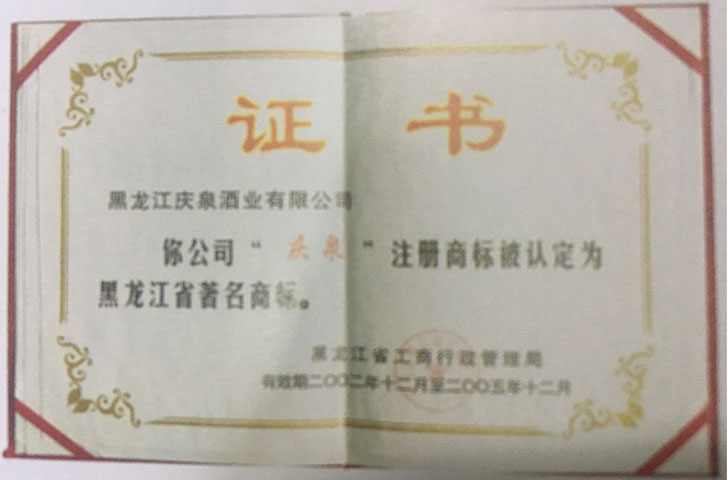 证书
黑龙江庆泉酒业有限公司
你公司“庆泉”注册商标被认定为
黑龙江省著名商标。
黑龙江省工商行政管理局
有效期二〇〇二年十二月至二〇〇五年十二月